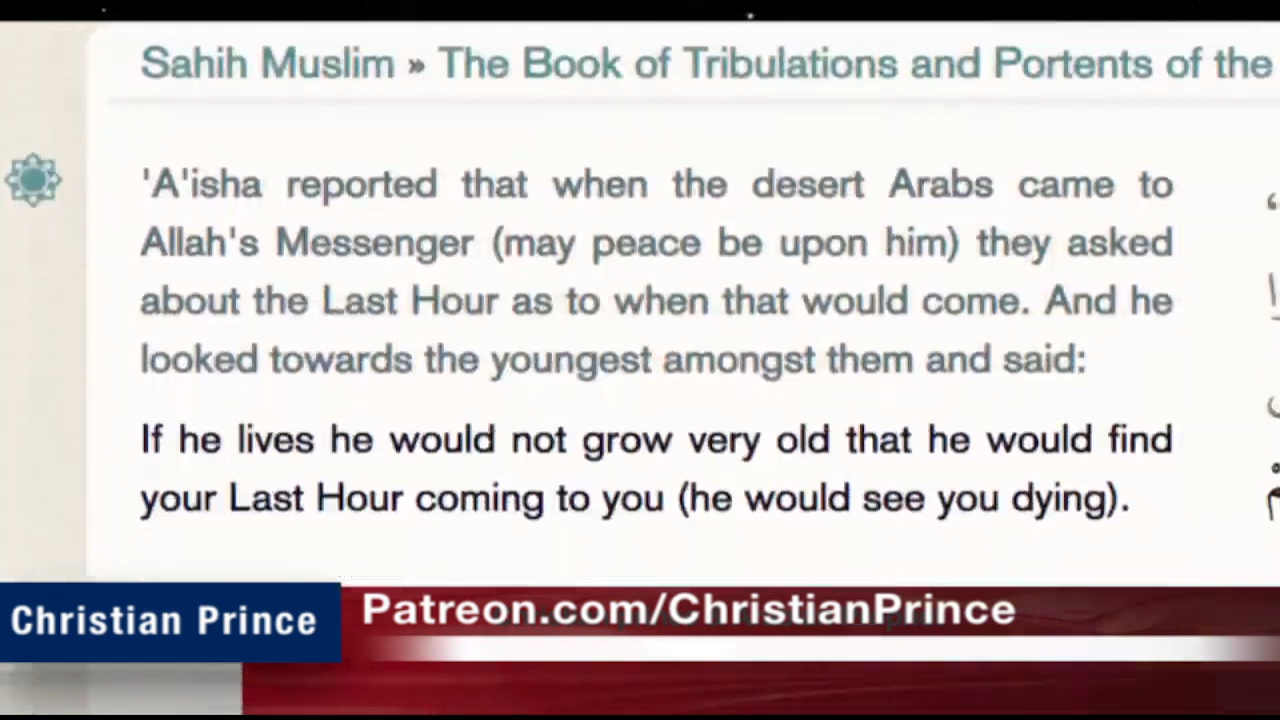 Sahih Muslim » The Book of Tribulations and Portents of the
'A'isha reported that when the desert Arabs came to
Allah's Messenger (may peace be upon him) they asked
about the Last Hour as to when that would come. And he
looked towards the youngest amongst them and said:
If he lives he would not grow very old that he would find
your Last Hour coming to you (he would see you dying).
Christian Prince
Patreon.com/ChristianPrince